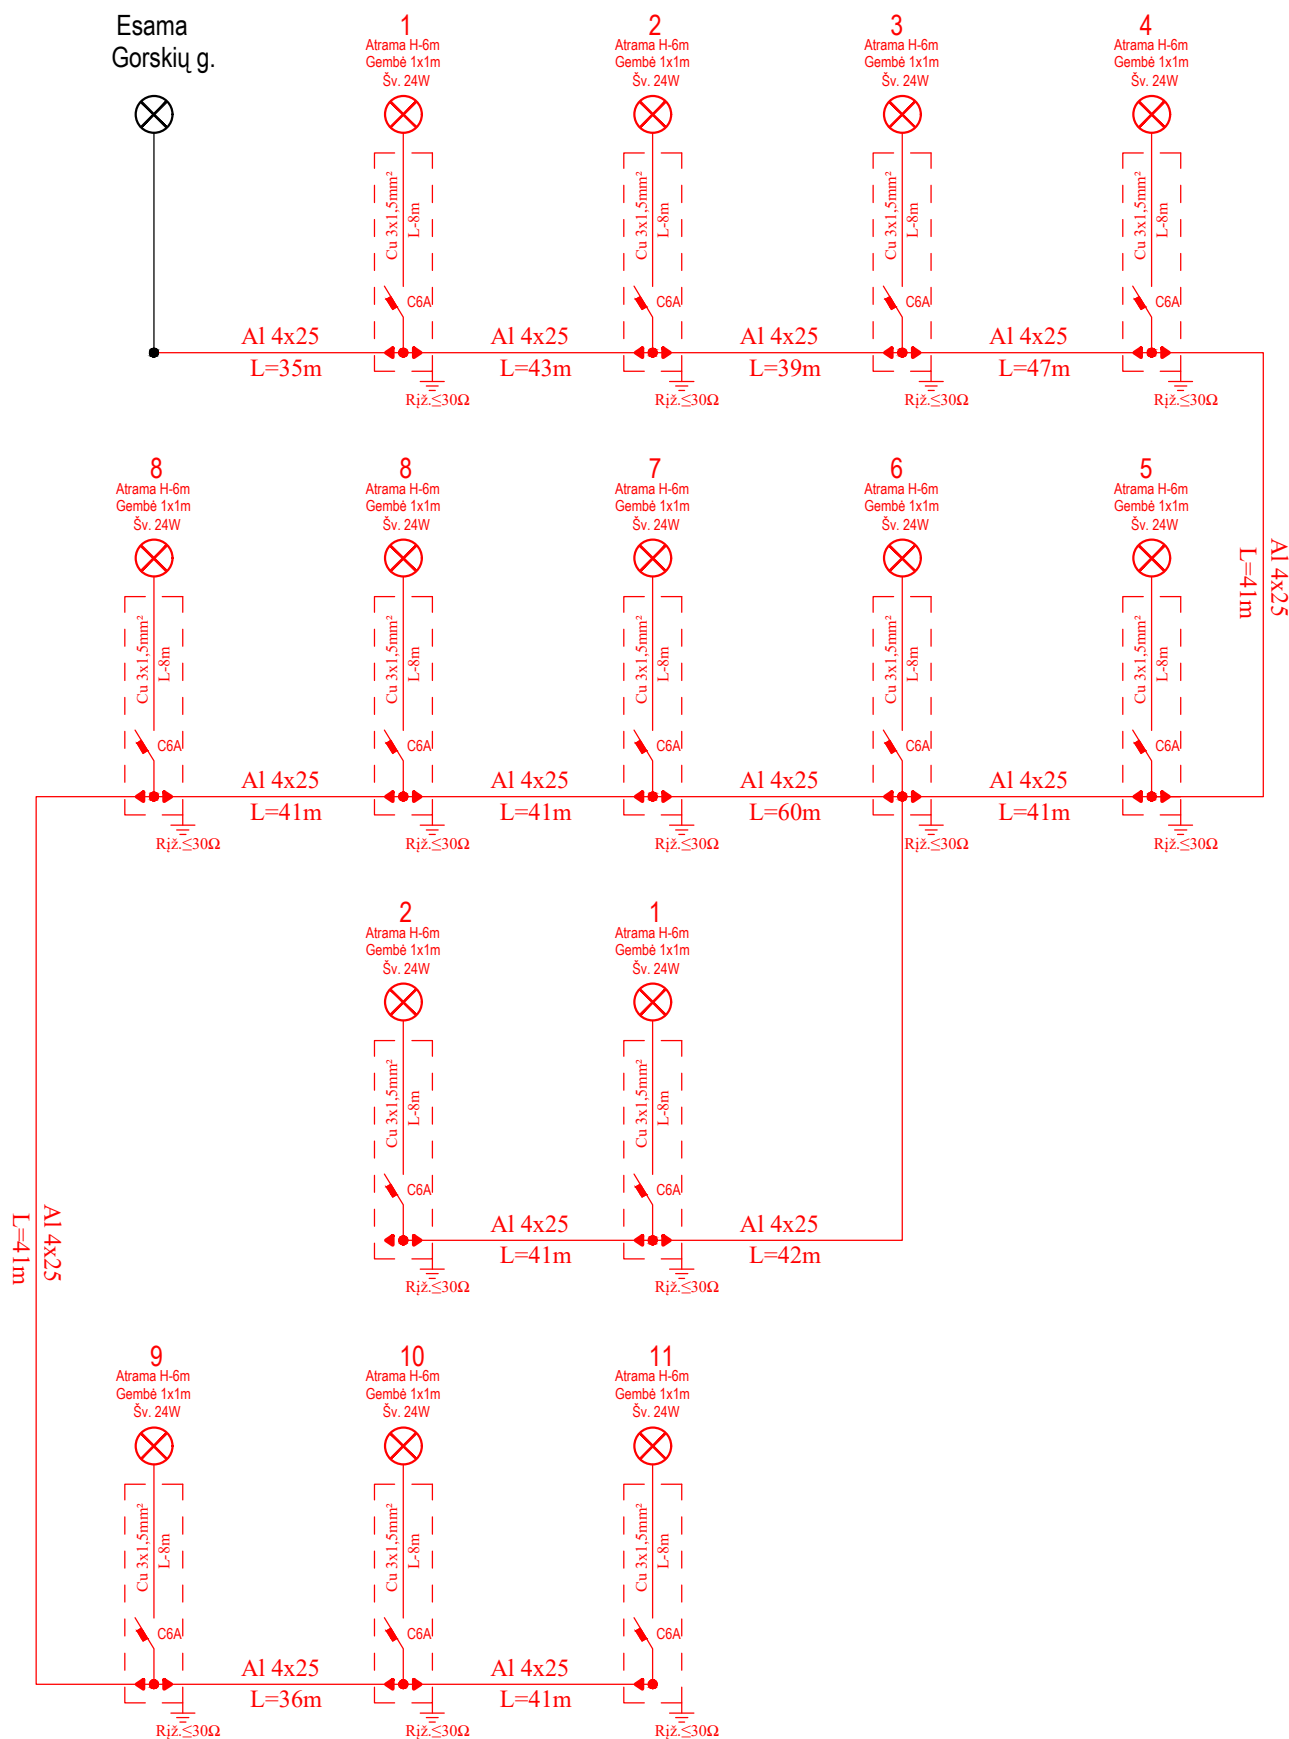 Esama
Gorskių g.
1
Atrama H-6m
Gembė 1x1m
Šv. 24W
2
Atrama H-6m
Gembė 1x1m
Šv. 24W
3
Atrama H-6m
Gembė 1x1m
Šv. 24W
4
Atrama H-6m
Gembė 1x1m
Šv. 24W
Cu 3x1,5mm²
L-8m
C6A
Cu 3x1,5mm²
L-8m
C6A
Cu 3x1,5mm²
L-8m
C6A
Cu 3x1,5mm²
L-8m
C6A
Al 4x25
L=35m
Al 4x25
L=43m
Al 4x25
L=39m
Al 4x25
L=47m
Rįž.≤30Ω
Rįž.≤30Ω
Rįž.≤30Ω
Rįž.≤30Ω
Al 4x25
L=41m
8
Atrama H-6m
Gembė 1x1m
Šv. 24W
8
Atrama H-6m
Gembė 1x1m
Šv. 24W
7
Atrama H-6m
Gembė 1x1m
Šv. 24W
6
Atrama H-6m
Gembė 1x1m
Šv. 24W
5
Atrama H-6m
Gembė 1x1m
Šv. 24W
Cu 3x1,5mm²
L-8m
C6A
Cu 3x1,5mm²
L-8m
C6A
Cu 3x1,5mm²
L-8m
C6A
Cu 3x1,5mm²
L-8m
C6A
Cu 3x1,5mm²
L-8m
C6A
Al 4x25
L=41m
Al 4x25
L=41m
Al 4x25
L=60m
Al 4x25
L=41m
Rįž.≤30Ω
Rįž.≤30Ω
Rįž.≤30Ω
Rįž.≤30Ω
Rįž.≤30Ω
2
Atrama H-6m
Gembė 1x1m
Šv. 24W
1
Atrama H-6m
Gembė 1x1m
Šv. 24W
Cu 3x1,5mm²
L-8m
C6A
Cu 3x1,5mm²
L-8m
C6A
Al 4x25
L=41m
Al 4x25
L=42m
Rįž.≤30Ω
Rįž.≤30Ω
Al 4x25
L=41m
9
Atrama H-6m
Gembė 1x1m
Šv. 24W
10
Atrama H-6m
Gembė 1x1m
Šv. 24W
11
Atrama H-6m
Gembė 1x1m
Šv. 24W
Cu 3x1,5mm²
L-8m
C6A
Cu 3x1,5mm²
L-8m
C6A
Cu 3x1,5mm²
L-8m
C6A
Al 4x25
L=36m
Al 4x25
L=41m
Rįž.≤30Ω
Rįž.≤30Ω
Rįž.≤30Ω